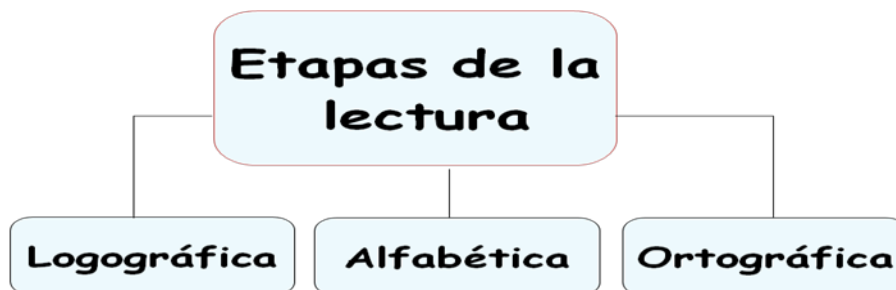 Etapas de la
lectura
Logográfica
Alfabética
Ortográfica